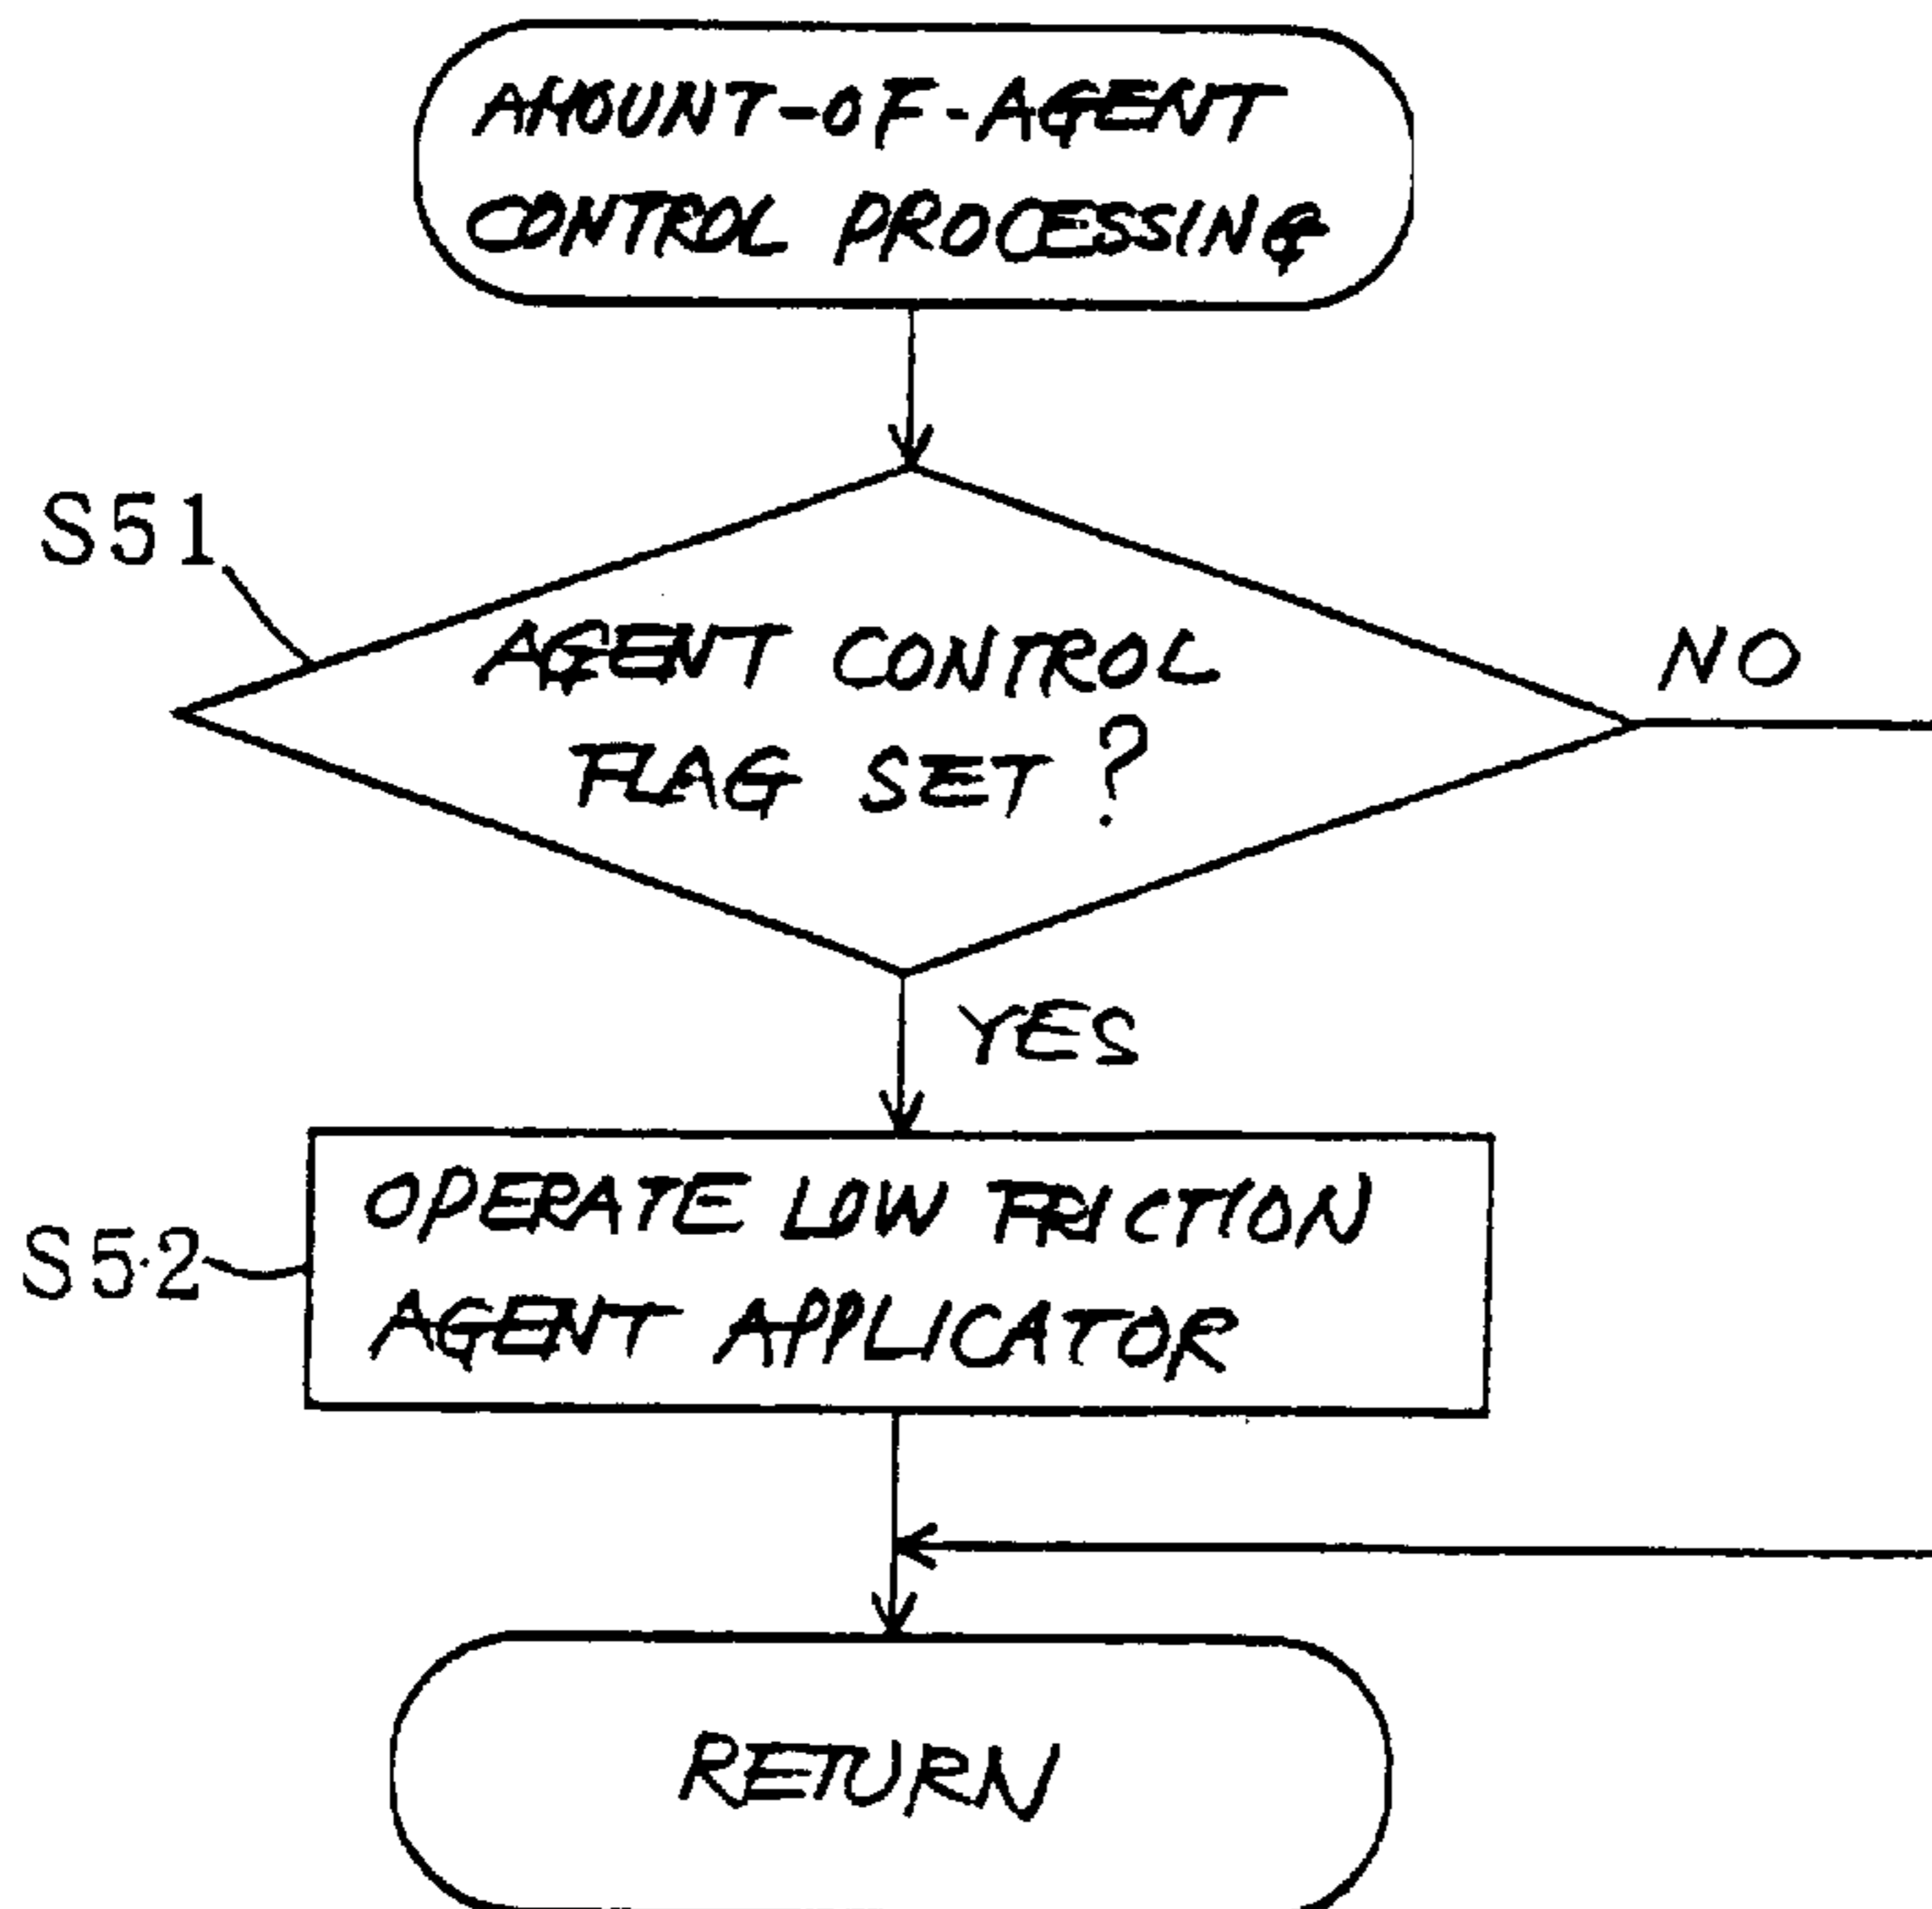 AMOUNT-OF-AGENT
CONTROL PROCESSING
S51
AGENT CONTROL
FLAG SET?
NO
YES
S52
OPERATE LOW FRICTION
AGENT APPLICATOR
RETURN